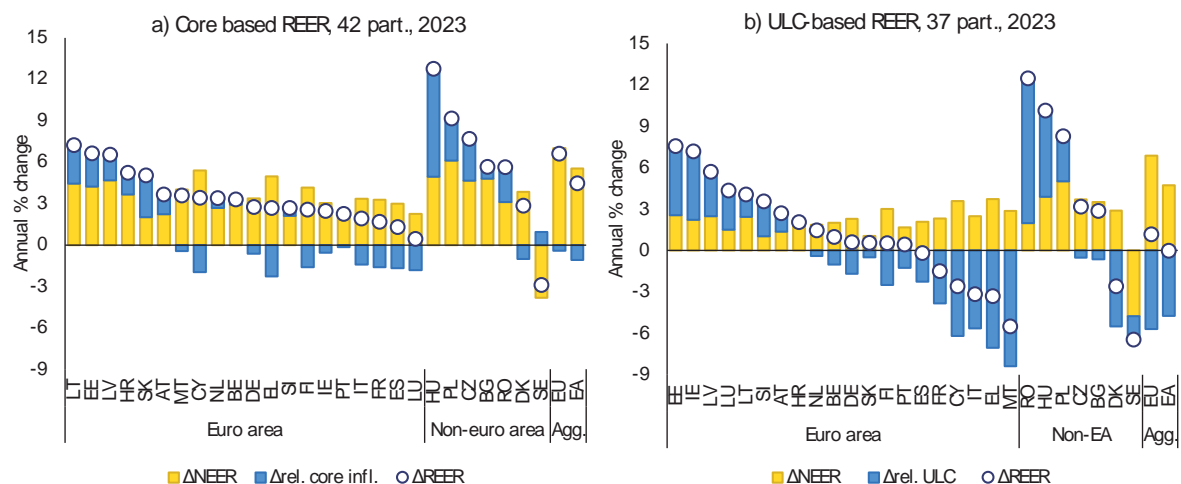 a) Core based REER, 42 part., 2023
Annual % change
15
12
9
6
3
0
-3
-6
-9
LT EE LV HR SK AT MT CY NL BE DE EL SI FI IE PT IT FR ES LU HU PL CZ BG RO DK SE EU EA
Euro area Non-euro area Agg.
ΔNEER Δrel. core infl. ΔREER
b) ULC-based REER, 37 part., 2023
Annual % change
15
12
9
6
3
0
-3
-6
-9
EE IE LV LU LT SI AT HR NL BE DE SK FI PT ES FR CY IT EL MT RO HU PL CZ BG DK SE EU EA
Euro area Non-EA Agg.
ΔNEER Δrel. ULC ΔREER